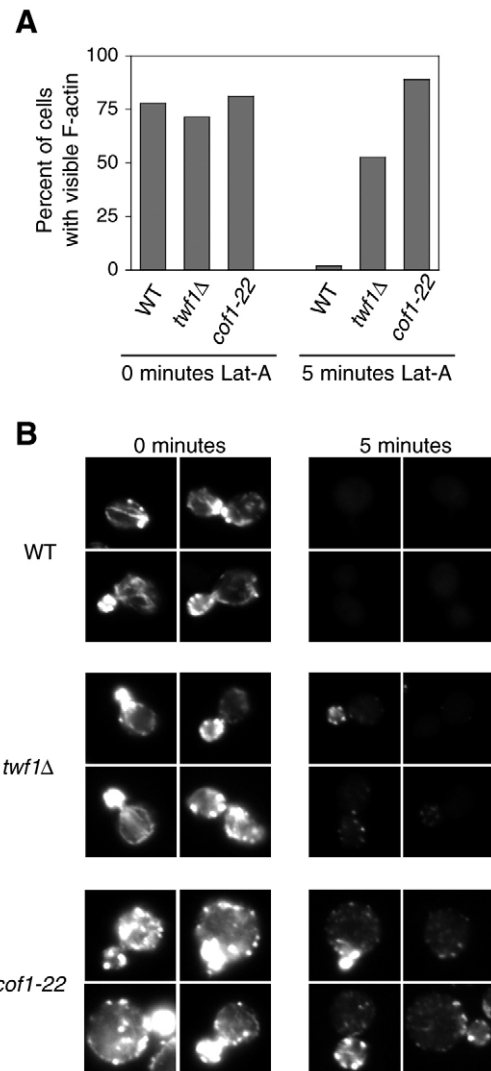 A
Percent of cells
with visible F-actin
100
75
50
25
0
WT
twf1Δ
cof1-22
WT
twf1Δ
cof1-22
0 minutes Lat-A
5 minutes Lat-A
B
0 minutes
5 minutes
WT
twf1Δ
cof1-22